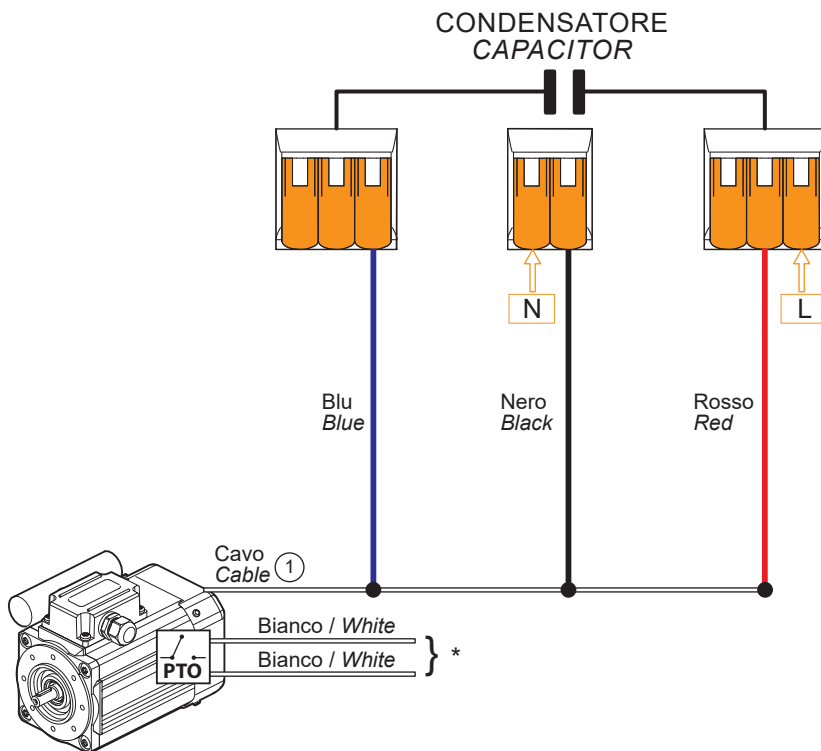 CONDENSATORE
CAPACITOR
N
L
Blu
Blue
Nero
Black
Rosso
Red
Cavo
Cable 1
Bianco / White
Bianco / White
} *
PTO